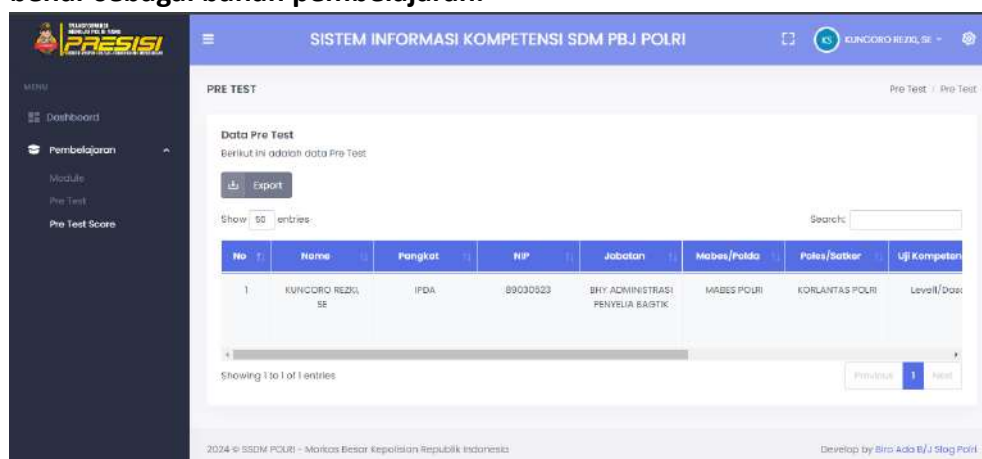 benar sebagai bahan pembelajaran.
PRESISI
SISTEM INFORMASI KOMPETENSI SDM PBJ POLRI
KS KUNCORO REZKI, SE
MENU
PRE TEST
Pre Test / Pre Test
Dashboard
Pembelajaran
Module
Pre Test
Pre Test Score
Data Pre Test
Berikut ini adalah data Pre Test
Export
Show 50 entries
Search:
No Nama Pangkat NIP Jabatan Mabes/Polda Poles/Satker Uji Kompeten
1 KUNCORO REZKI, IPDA 89030523 BHY ADMINISTRASI MABES POLRI KORLANTAS POLRI Level1/Dasa
SE PENYELIA BAGTIK
Showing 1 to 1 of 1 entries
Previous 1 Next
2024 © SSDM POLRI - Markas Besar Kepolisian Republik Indonesia
Develop by Biro Ada B/J Slog Polri